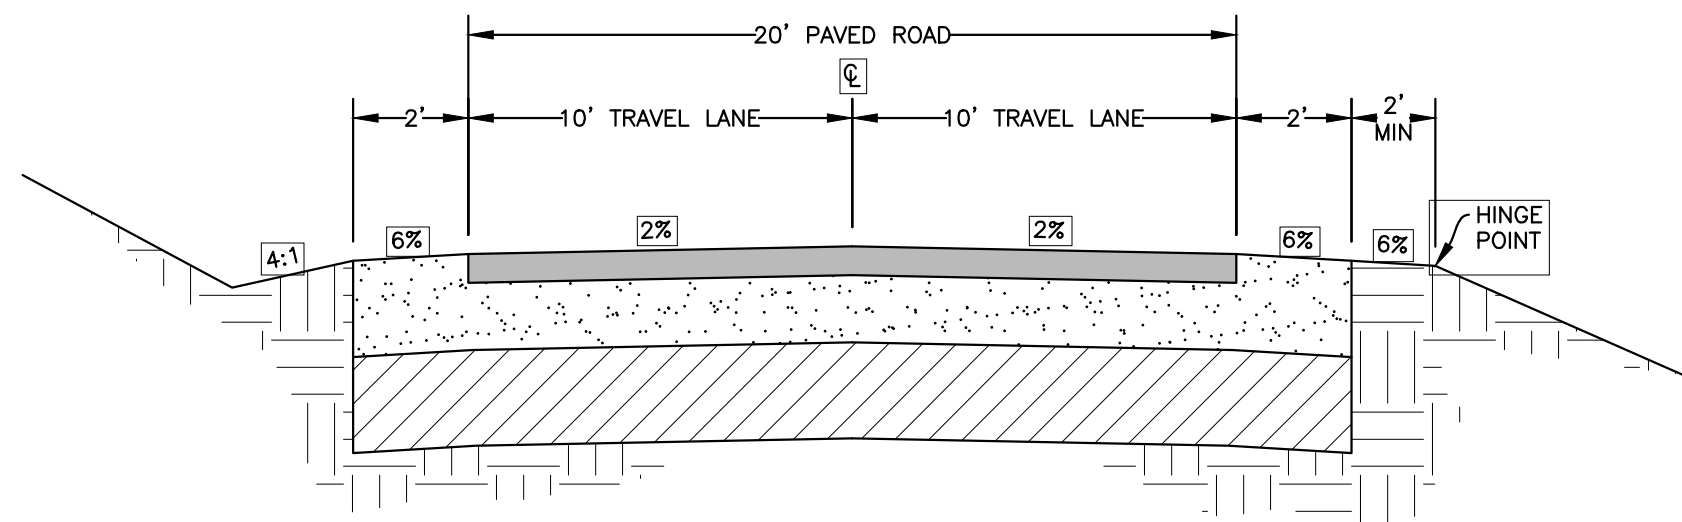 20' PAVED ROAD
℄
2'
10' TRAVEL LANE
10' TRAVEL LANE
2'
2'
MIN
4:1
6%
2%
2%
6%
6%
HINGE
POINT